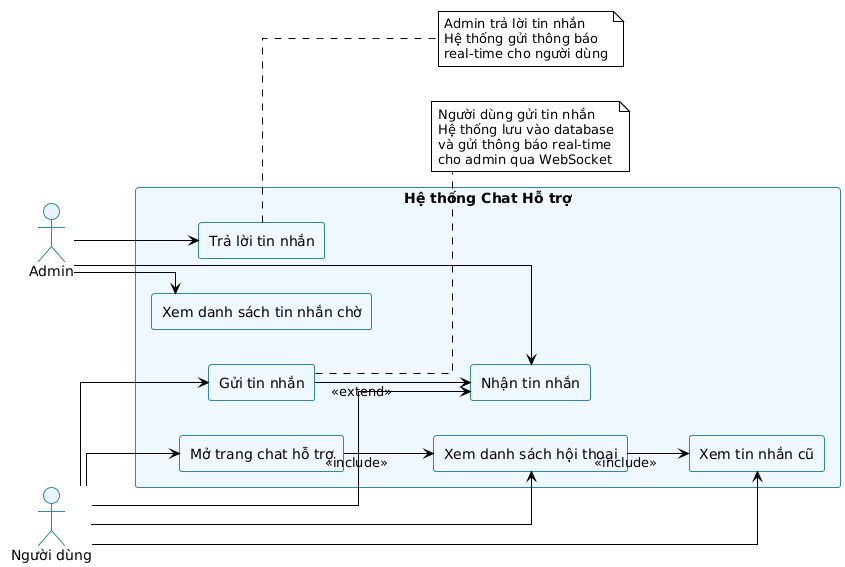 Admin trả lời tin nhắn
Hệ thống gửi thông báo
real-time cho người dùng
Người dùng gửi tin nhắn
Hệ thống lưu vào database
và gửi thông báo real-time
cho admin qua WebSocket
Hệ thống Chat Hỗ trợ
Trả lời tin nhắn
Admin
Xem danh sách tin nhắn chờ
Gửi tin nhắn
«extend»
Nhận tin nhắn
Mở trang chat hỗ trợ
«include»
Xem danh sách hội thoại
«include»
Xem tin nhắn cũ
Người dùng